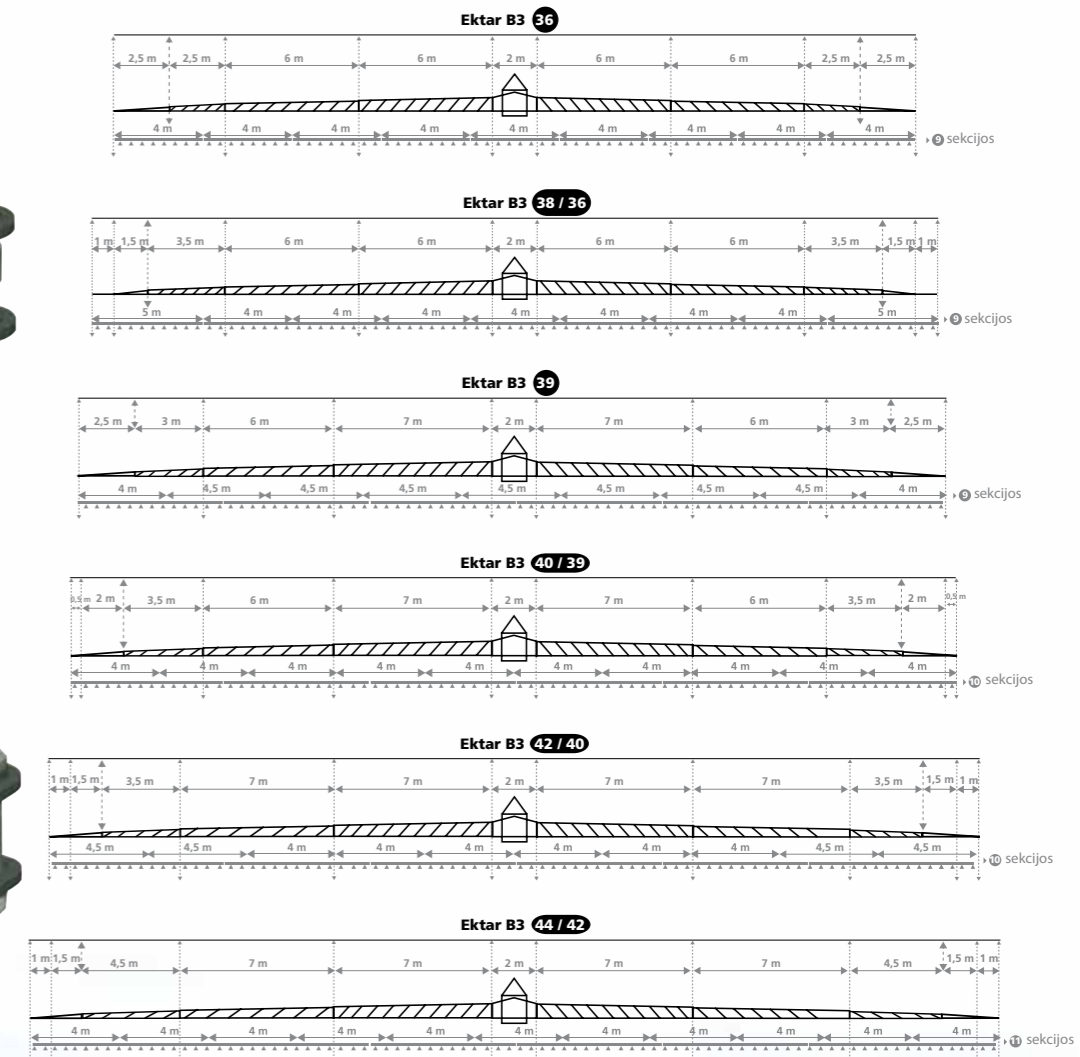 Ektar B3 36
2,5 m 2,5 m 6 m 6 m 2 m 6 m 6 m 2,5 m 2,5 m
4 m 4 m 4 m 4 m 4 m 4 m 4 m 4 m 4 m
9 sekcijos
Ektar B3 38 / 36
1 m 1,5 m 3,5 m 6 m 6 m 2 m 6 m 6 m 3,5 m 1,5 m 1 m
5 m 4 m 4 m 4 m 4 m 4 m 4 m 4 m 5 m
9 sekcijos
Ektar B3 39
2,5 m 3 m 6 m 7 m 2 m 7 m 6 m 3 m 2,5 m
4 m 4,5 m 4,5 m 4,5 m 4,5 m 4,5 m 4,5 m 4,5 m 4 m
9 sekcijos
Ektar B3 40 / 39
0,5 m 2 m 3,5 m 6 m 7 m 2 m 7 m 6 m 3,5 m 2 m 0,5 m
4 m 4 m 4 m 4 m 4 m 4 m 4 m 4 m 4 m 4 m
10 sekcijos
Ektar B3 42 / 40
1 m 1,5 m 3,5 m 7 m 7 m 2 m 7 m 7 m 3,5 m 1,5 m 1 m
4,5 m 4,5 m 4 m 4 m 4 m 4 m 4 m 4 m 4,5 m 4,5 m
10 sekcijos
Ektar B3 44 / 42
1 m 1,5 m 4,5 m 7 m 7 m 2 m 7 m 7 m 4,5 m 1,5 m 1 m
4 m 4 m 4 m 4 m 4 m 4 m 4 m 4 m 4 m 4 m 4 m
11 sekcijos